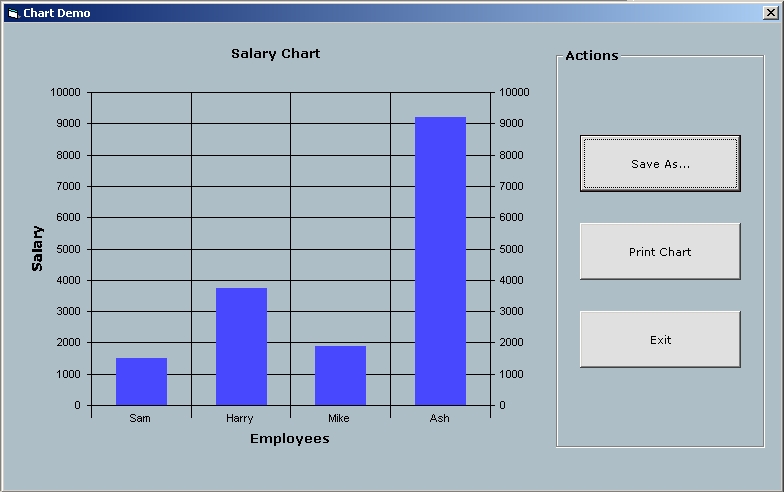 Chart Demo
Salary Chart
Actions
10000
10000
9000
9000
8000
8000
7000
7000
6000
6000
5000
5000
4000
4000
3000
3000
2000
2000
1000
1000
0
0
Salary
Sam Harry Mike Ash
Employees
Save As...
Print Chart
Exit